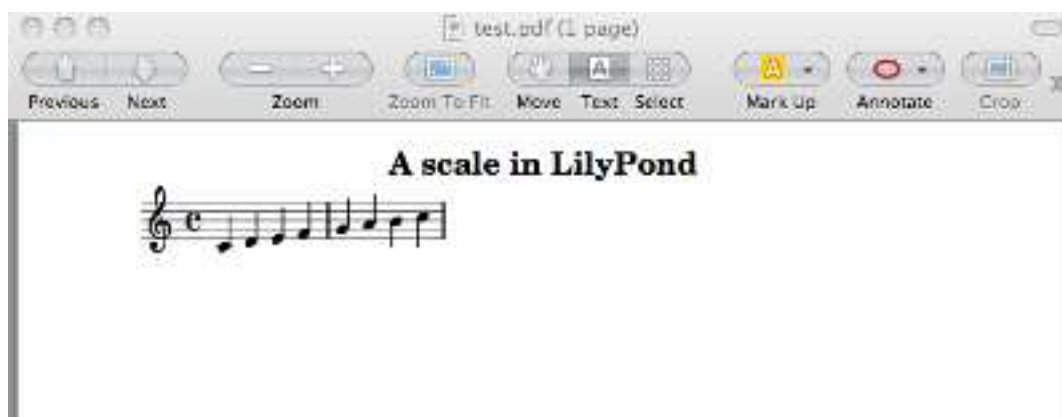 test.pdf (1 page)
Previous Next Zoom Zoom To Fit Move Text Select Mark Up Annotate Crop
A scale in LilyPond